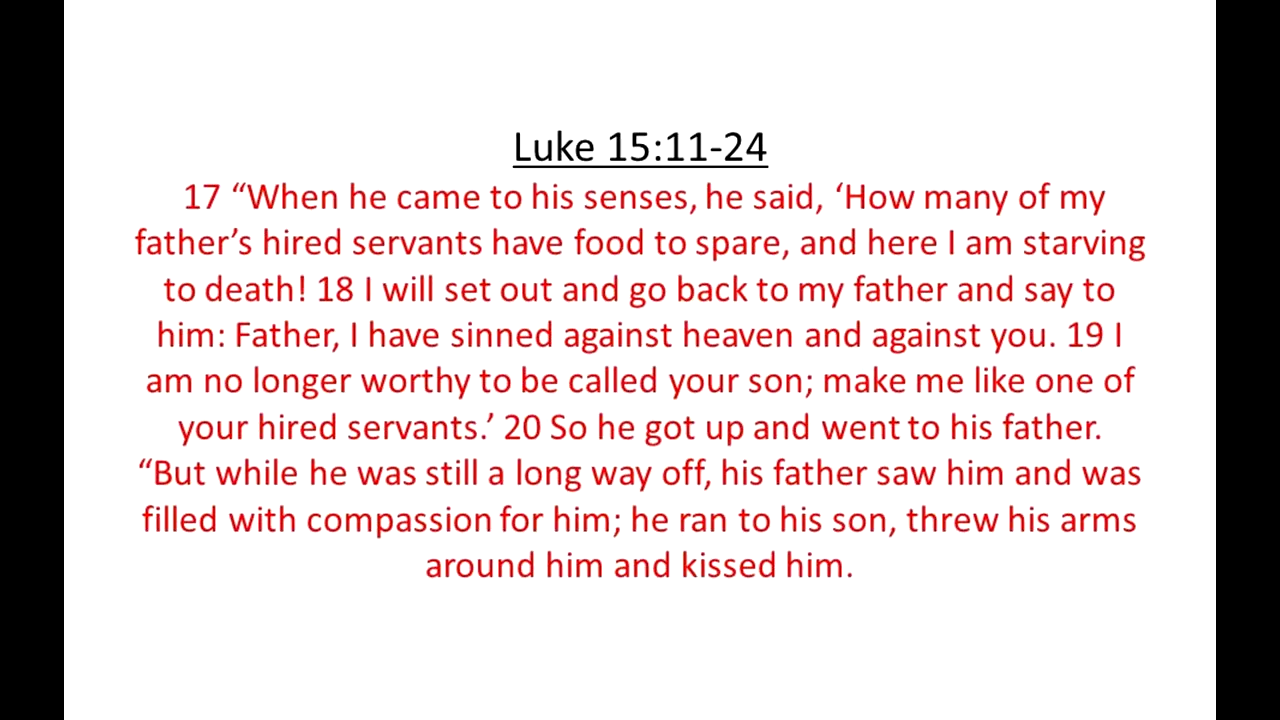 Luke 15:11-24
17 “When he came to his senses, he said, ‘How many of my
father’s hired servants have food to spare, and here I am starving
to death! 18 I will set out and go back to my father and say to
him: Father, I have sinned against heaven and against you. 19 I
am no longer worthy to be called your son; make me like one of
your hired servants.’ 20 So he got up and went to his father.
“But while he was still a long way off, his father saw him and was
filled with compassion for him; he ran to his son, threw his arms
around him and kissed him.